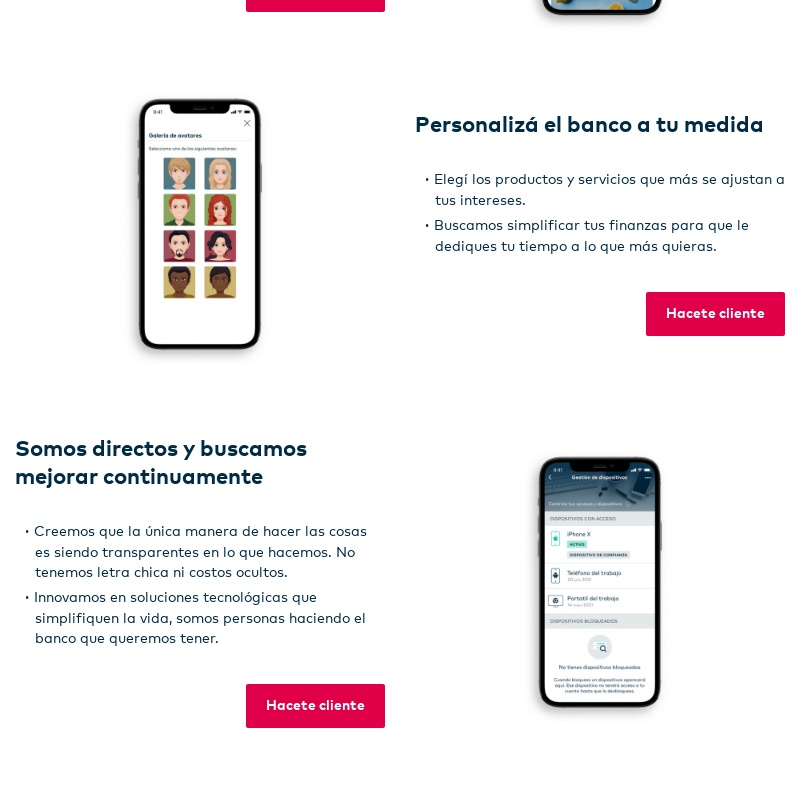 9:41
Galería de avatares
Seleccione uno de los siguientes avatares:
Personalizá el banco a tu medida
• Elegí los productos y servicios que más se ajustan a
tus intereses.
• Buscamos simplificar tus finanzas para que le
dediques tu tiempo a lo que más quieras.
Hacete cliente
Somos directos y buscamos
mejorar continuamente
• Creemos que la única manera de hacer las cosas
es siendo transparentes en lo que hacemos. No
tenemos letra chica ni costos ocultos.
• Innovamos en soluciones tecnológicas que
simplifiquen la vida, somos personas haciendo el
banco que queremos tener.
Hacete cliente
9:41
Gestión de dispositivos
Controla tus accesos y dispositivos
DISPOSITIVOS CON ACCESO
iPhone X
ACTIVO
DISPOSITIVO DE CONFIANZA
Teléfono del trabajo
Portatil del trabajo
DISPOSITIVOS BLOQUEADOS
No tienes dispositivos bloqueados
Cuando bloquees un dispositivo aparecerá
aquí. Ese dispositivo no tendrá acceso a tu
cuenta hasta que lo desbloquees.